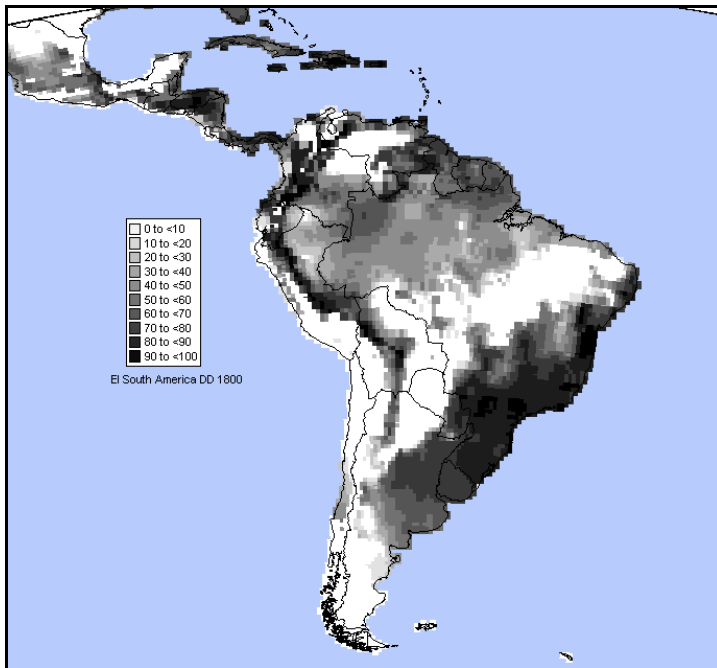 0 to <10
10 to <20
20 to <30
30 to <40
40 to <50
50 to <60
60 to <70
70 to <80
80 to <90
90 to <100
EI South America DD 1800